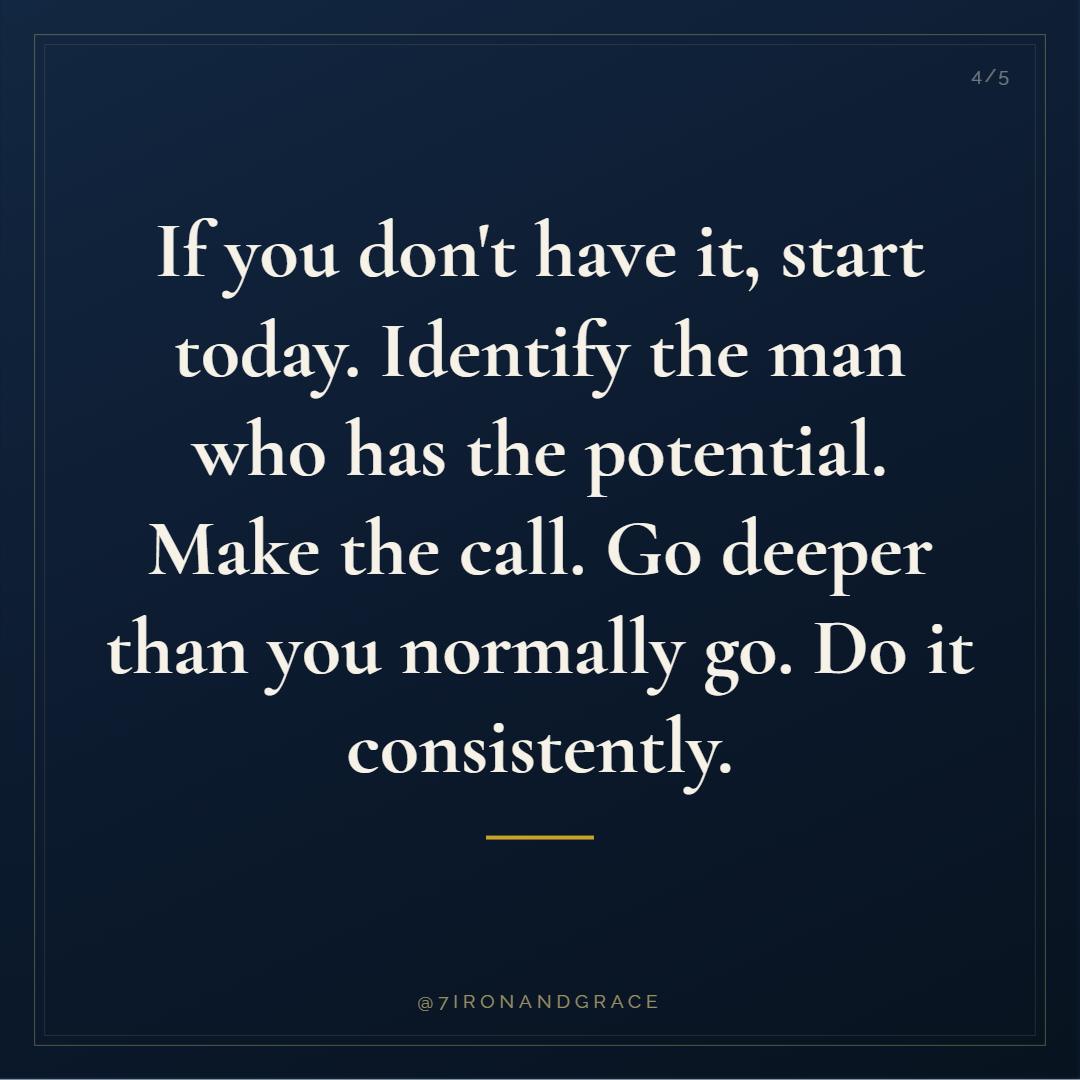 4/5
If you don't have it, start
today. Identify the man
who has the potential.
Make the call. Go deeper
than you normally go. Do it
consistently.
@7IRONANDGRACE